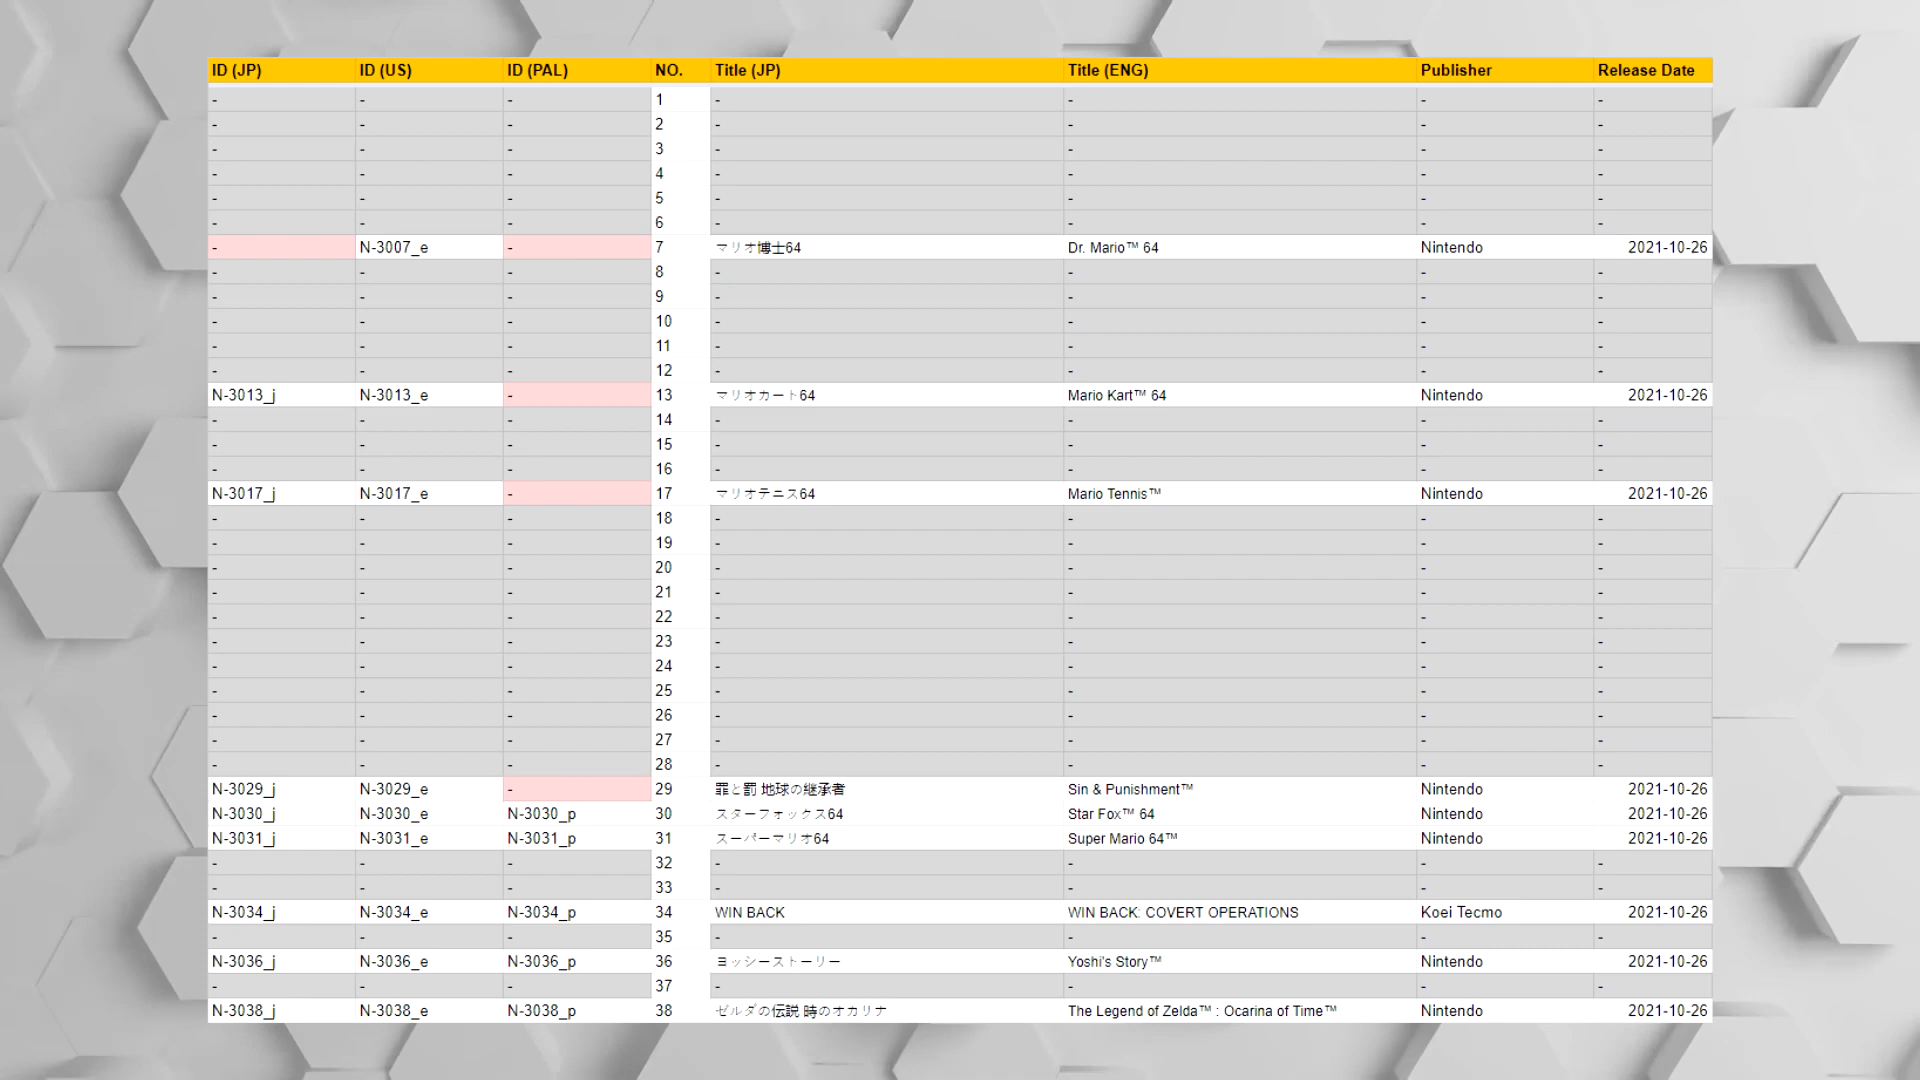 ID (JP) ID (US) ID (PAL) NO. Title (JP) Title (ENG) Publisher Release Date
- - - 1 - - - -
- - - 2 - - - -
- - - 3 - - - -
- - - 4 - - - -
- - - 5 - - - -
- - - 6 - - - -
- N-3007_e - 7 マリオ博士64 Dr. Mario™ 64 Nintendo 2021-10-26
- - - 8 - - - -
- - - 9 - - - -
- - - 10 - - - -
- - - 11 - - - -
- - - 12 - - - -
N-3013_j N-3013_e - 13 マリオカート64 Mario Kart™ 64 Nintendo 2021-10-26
- - - 14 - - - -
- - - 15 - - - -
- - - 16 - - - -
N-3017_j N-3017_e - 17 マリオテニス64 Mario Tennis™ Nintendo 2021-10-26
- - - 18 - - - -
- - - 19 - - - -
- - - 20 - - - -
- - - 21 - - - -
- - - 22 - - - -
- - - 23 - - - -
- - - 24 - - - -
- - - 25 - - - -
- - - 26 - - - -
- - - 27 - - - -
- - - 28 - - - -
N-3029_j N-3029_e - 29 罪と罰 地球の継承者 Sin & Punishment™ Nintendo 2021-10-26
N-3030_j N-3030_e N-3030_p 30 スターフォックス64 Star Fox™ 64 Nintendo 2021-10-26
N-3031_j N-3031_e N-3031_p 31 スーパーマリオ64 Super Mario 64™ Nintendo 2021-10-26
- - - 32 - - - -
- - - 33 - - - -
N-3034_j N-3034_e N-3034_p 34 WIN BACK WIN BACK: COVERT OPERATIONS Koei Tecmo 2021-10-26
- - - 35 - - - -
N-3036_j N-3036_e N-3036_p 36 ヨッシーストーリー Yoshi's Story™ Nintendo 2021-10-26
- - - 37 - - - -
N-3038_j N-3038_e N-3038_p 38 ゼルダの伝説 時のオカリナ The Legend of Zelda™ : Ocarina of Time™ Nintendo 2021-10-26